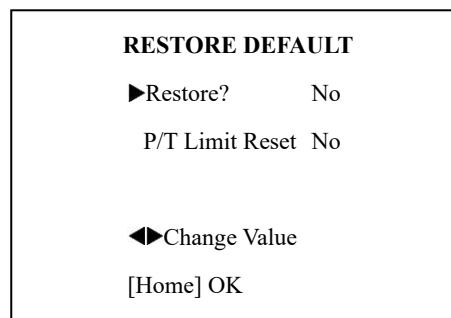 RESTORE DEFAULT
▶Restore? No
P/T Limit Reset No
◀▶Change Value
[Home] OK